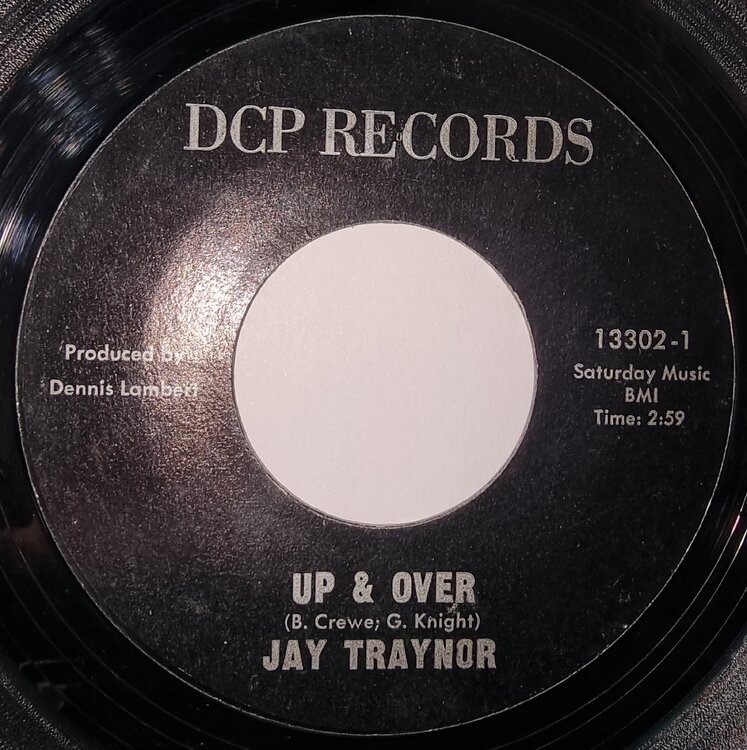 DCP RECORDS
Produced by
Dennis Lambert
13302-1
Saturday Music
BMI
Time: 2:59
UP & OVER
(B. Crewe; G. Knight)
JAY TRAYNOR